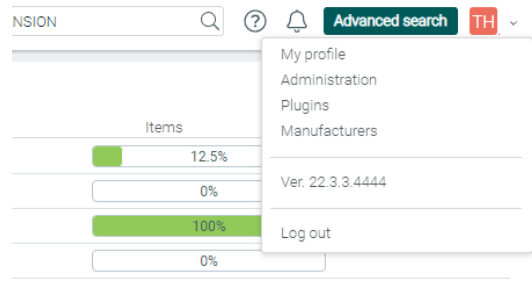 NSION
Advanced search
TH
My profile
Administration
Plugins
Manufacturers
Ver. 22.3.3.4444
Log out
Items
12.5%
0%
100%
0%